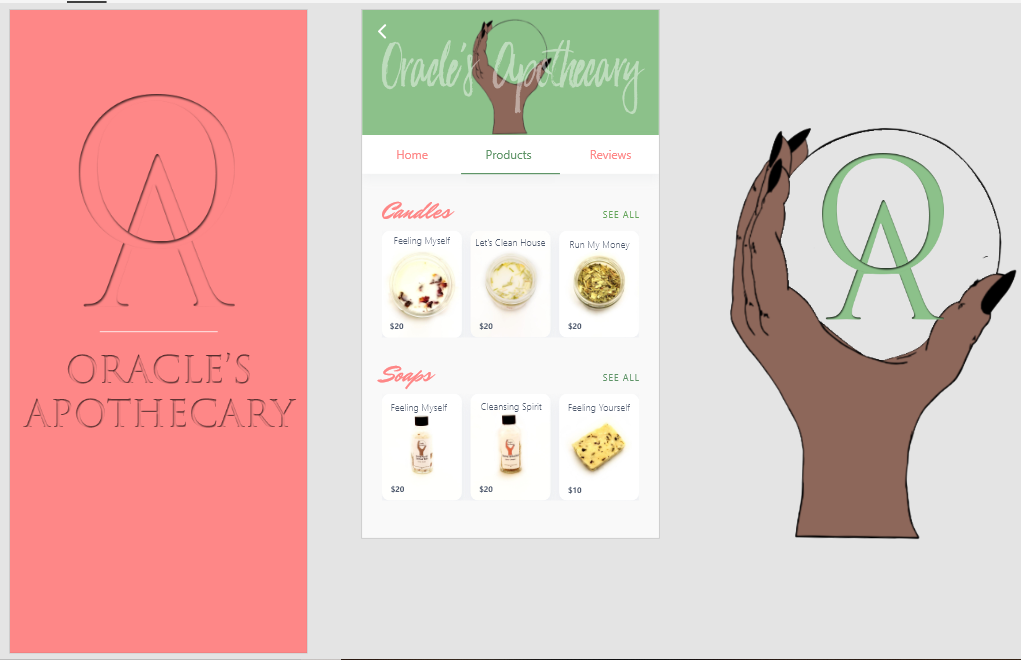 OA
ORACLE'S
APOTHECARY
Oracle's Apothecary
Home Products Reviews
Candles SEE ALL
Feeling Myself Let's Clean House Run My Money
$20 $20 $20
Soaps SEE ALL
Feeling Myself Cleansing Spirit Feeling Yourself
$20 $20 $10
OA